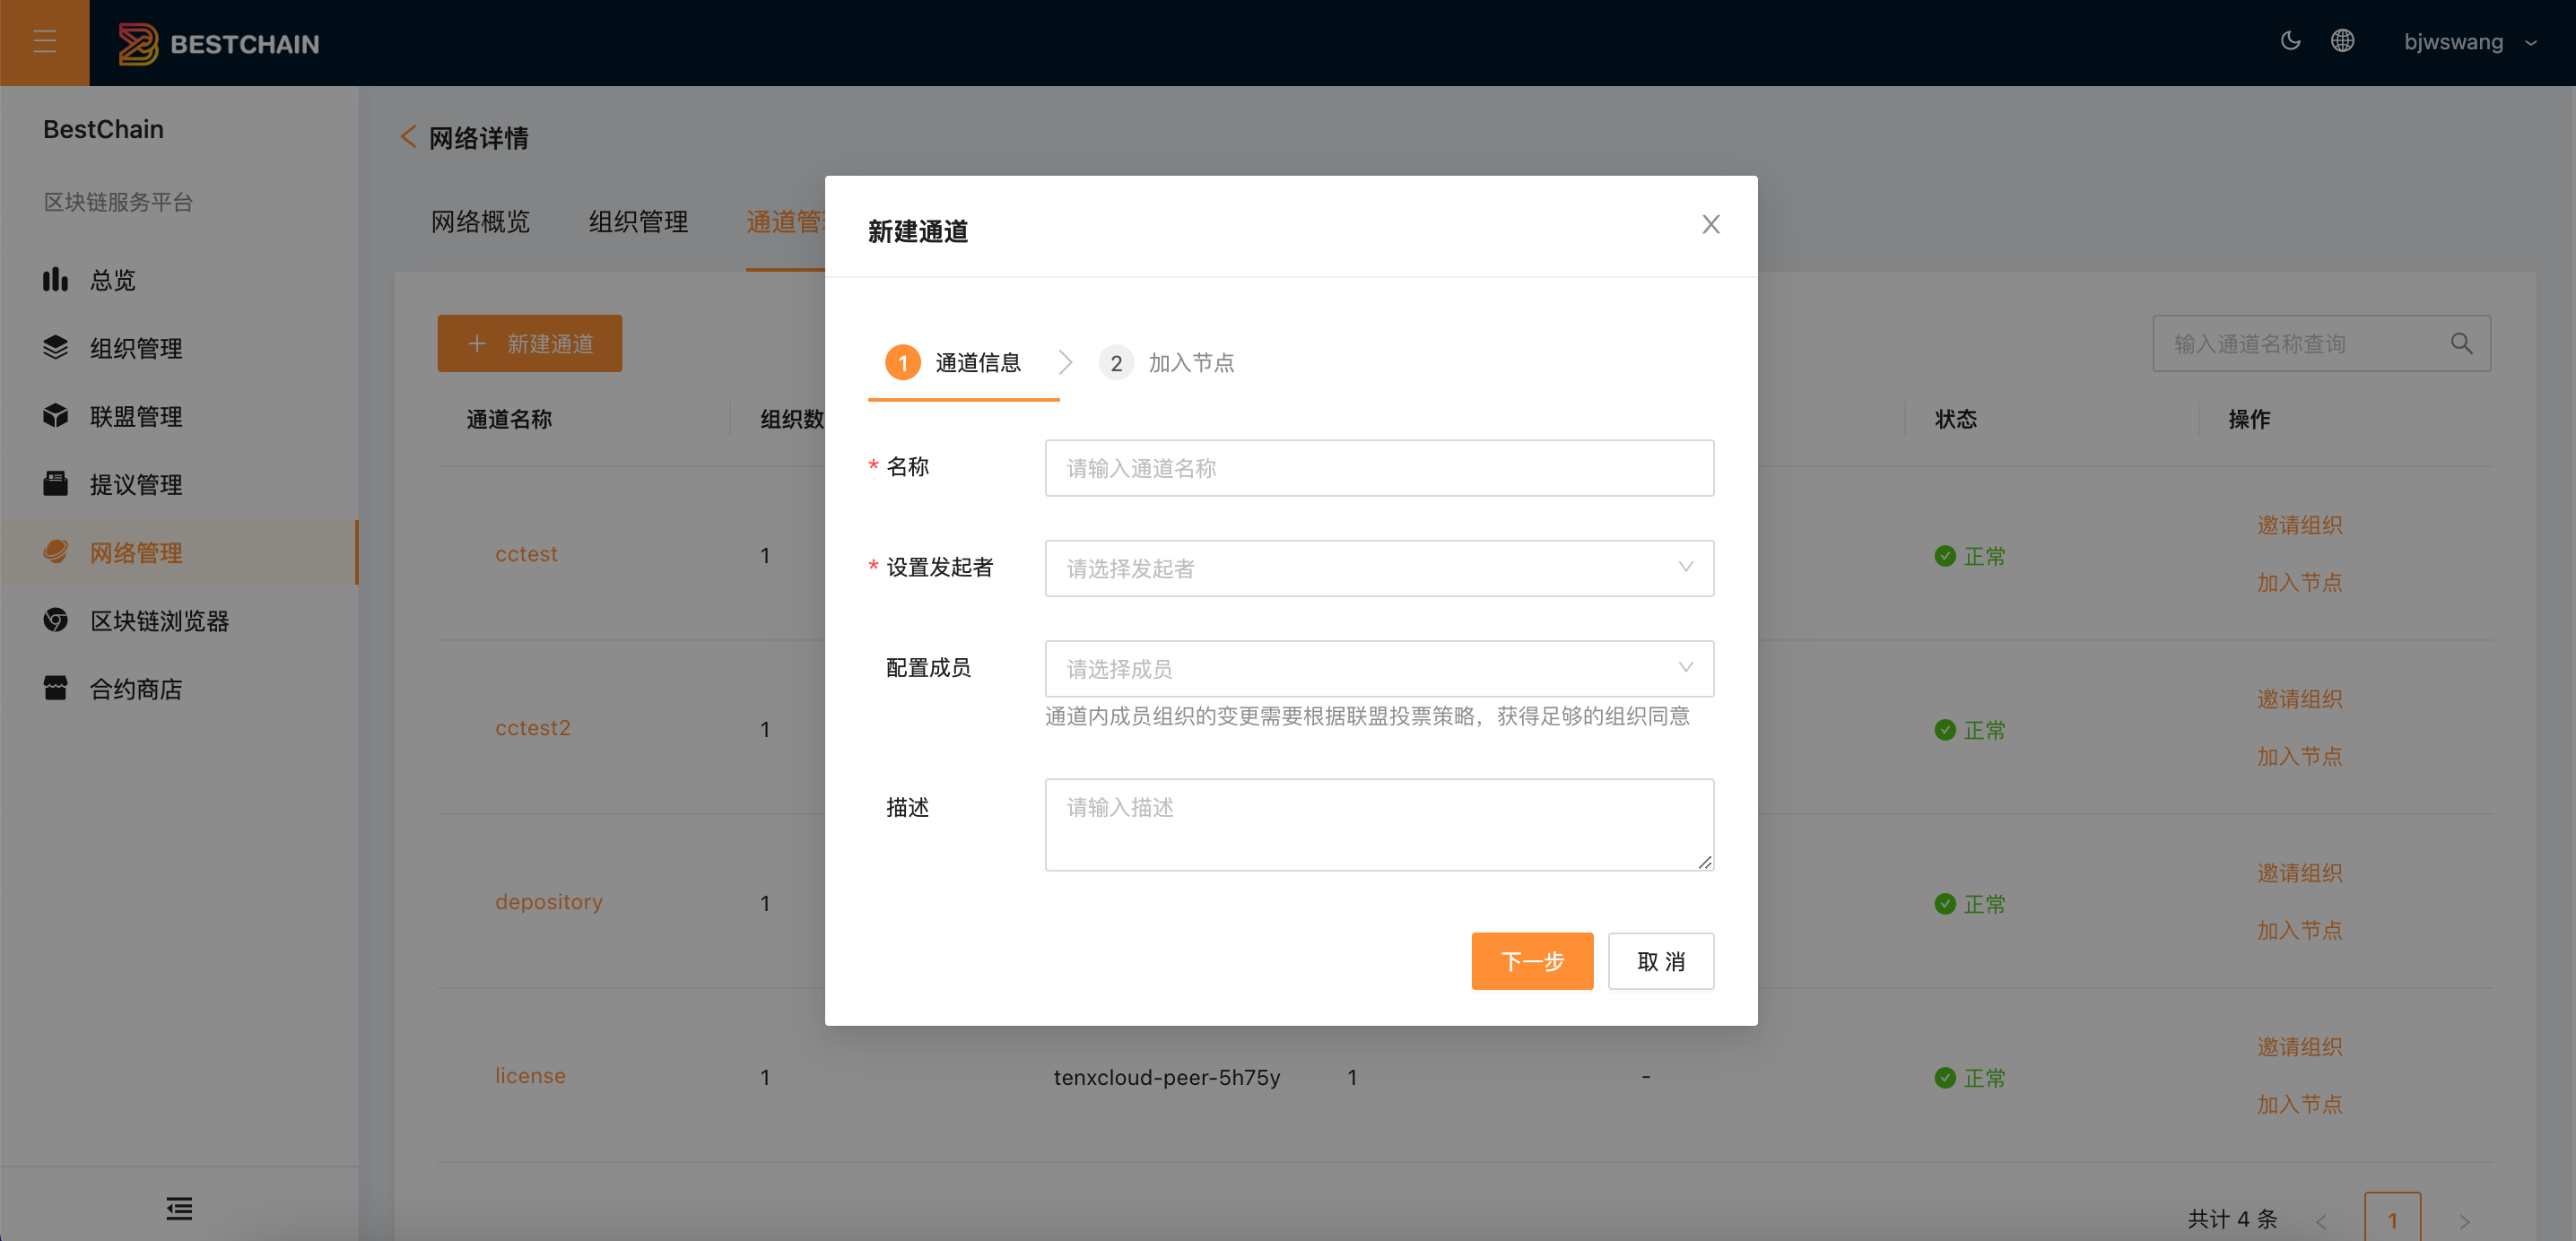 BESTCHAIN
bjwswang
BestChain
区块链服务平台
总览
组织管理
联盟管理
提议管理
网络管理
区块链浏览器
合约商店
网络详情
网络概览 组织管理 通道管
新建通道
输入通道名称查询
通道名称 组织数 状态 操作
cctest 1 正常 邀请组织
加入节点
cctest2 1 正常 邀请组织
加入节点
depository 1 正常 邀请组织
加入节点
license 1 tenxcloud-peer-5h75y 1 - 正常 邀请组织
加入节点
共计 4 条 < 1 >
新建通道
1 通道信息 2 加入节点
* 名称 请输入通道名称
* 设置发起者 请选择发起者
配置成员 请选择成员
通道内成员组织的变更需要根据联盟投票策略，获得足够的组织同意
描述 请输入描述
下一步 取 消